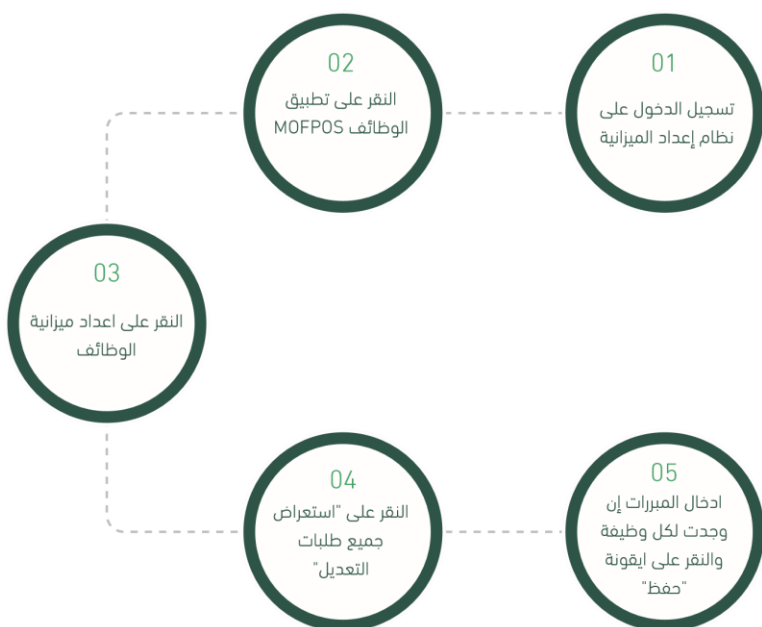 01
تسجيل الدخول على
نظام إعداد الميزانية
02
النقر على تطبيق
الوظائف MOFPOS
03
النقر على اعداد ميزانية
الوظائف
04
النقر على "استعراض
جميع طلبات
التعديل"
05
ادخال المبررات إن
وجدت لكل وظيفة
والنقر على ايقونة
"حفظ"